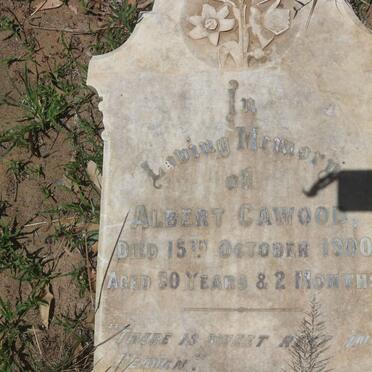 In
Loving Memory
of
ALBERT CAWOOD,
DIED 15TH OCTOBER 1900
AGED 50 YEARS & 2 MONTHS
"THERE IS SWEET REST IN
HEAVEN."